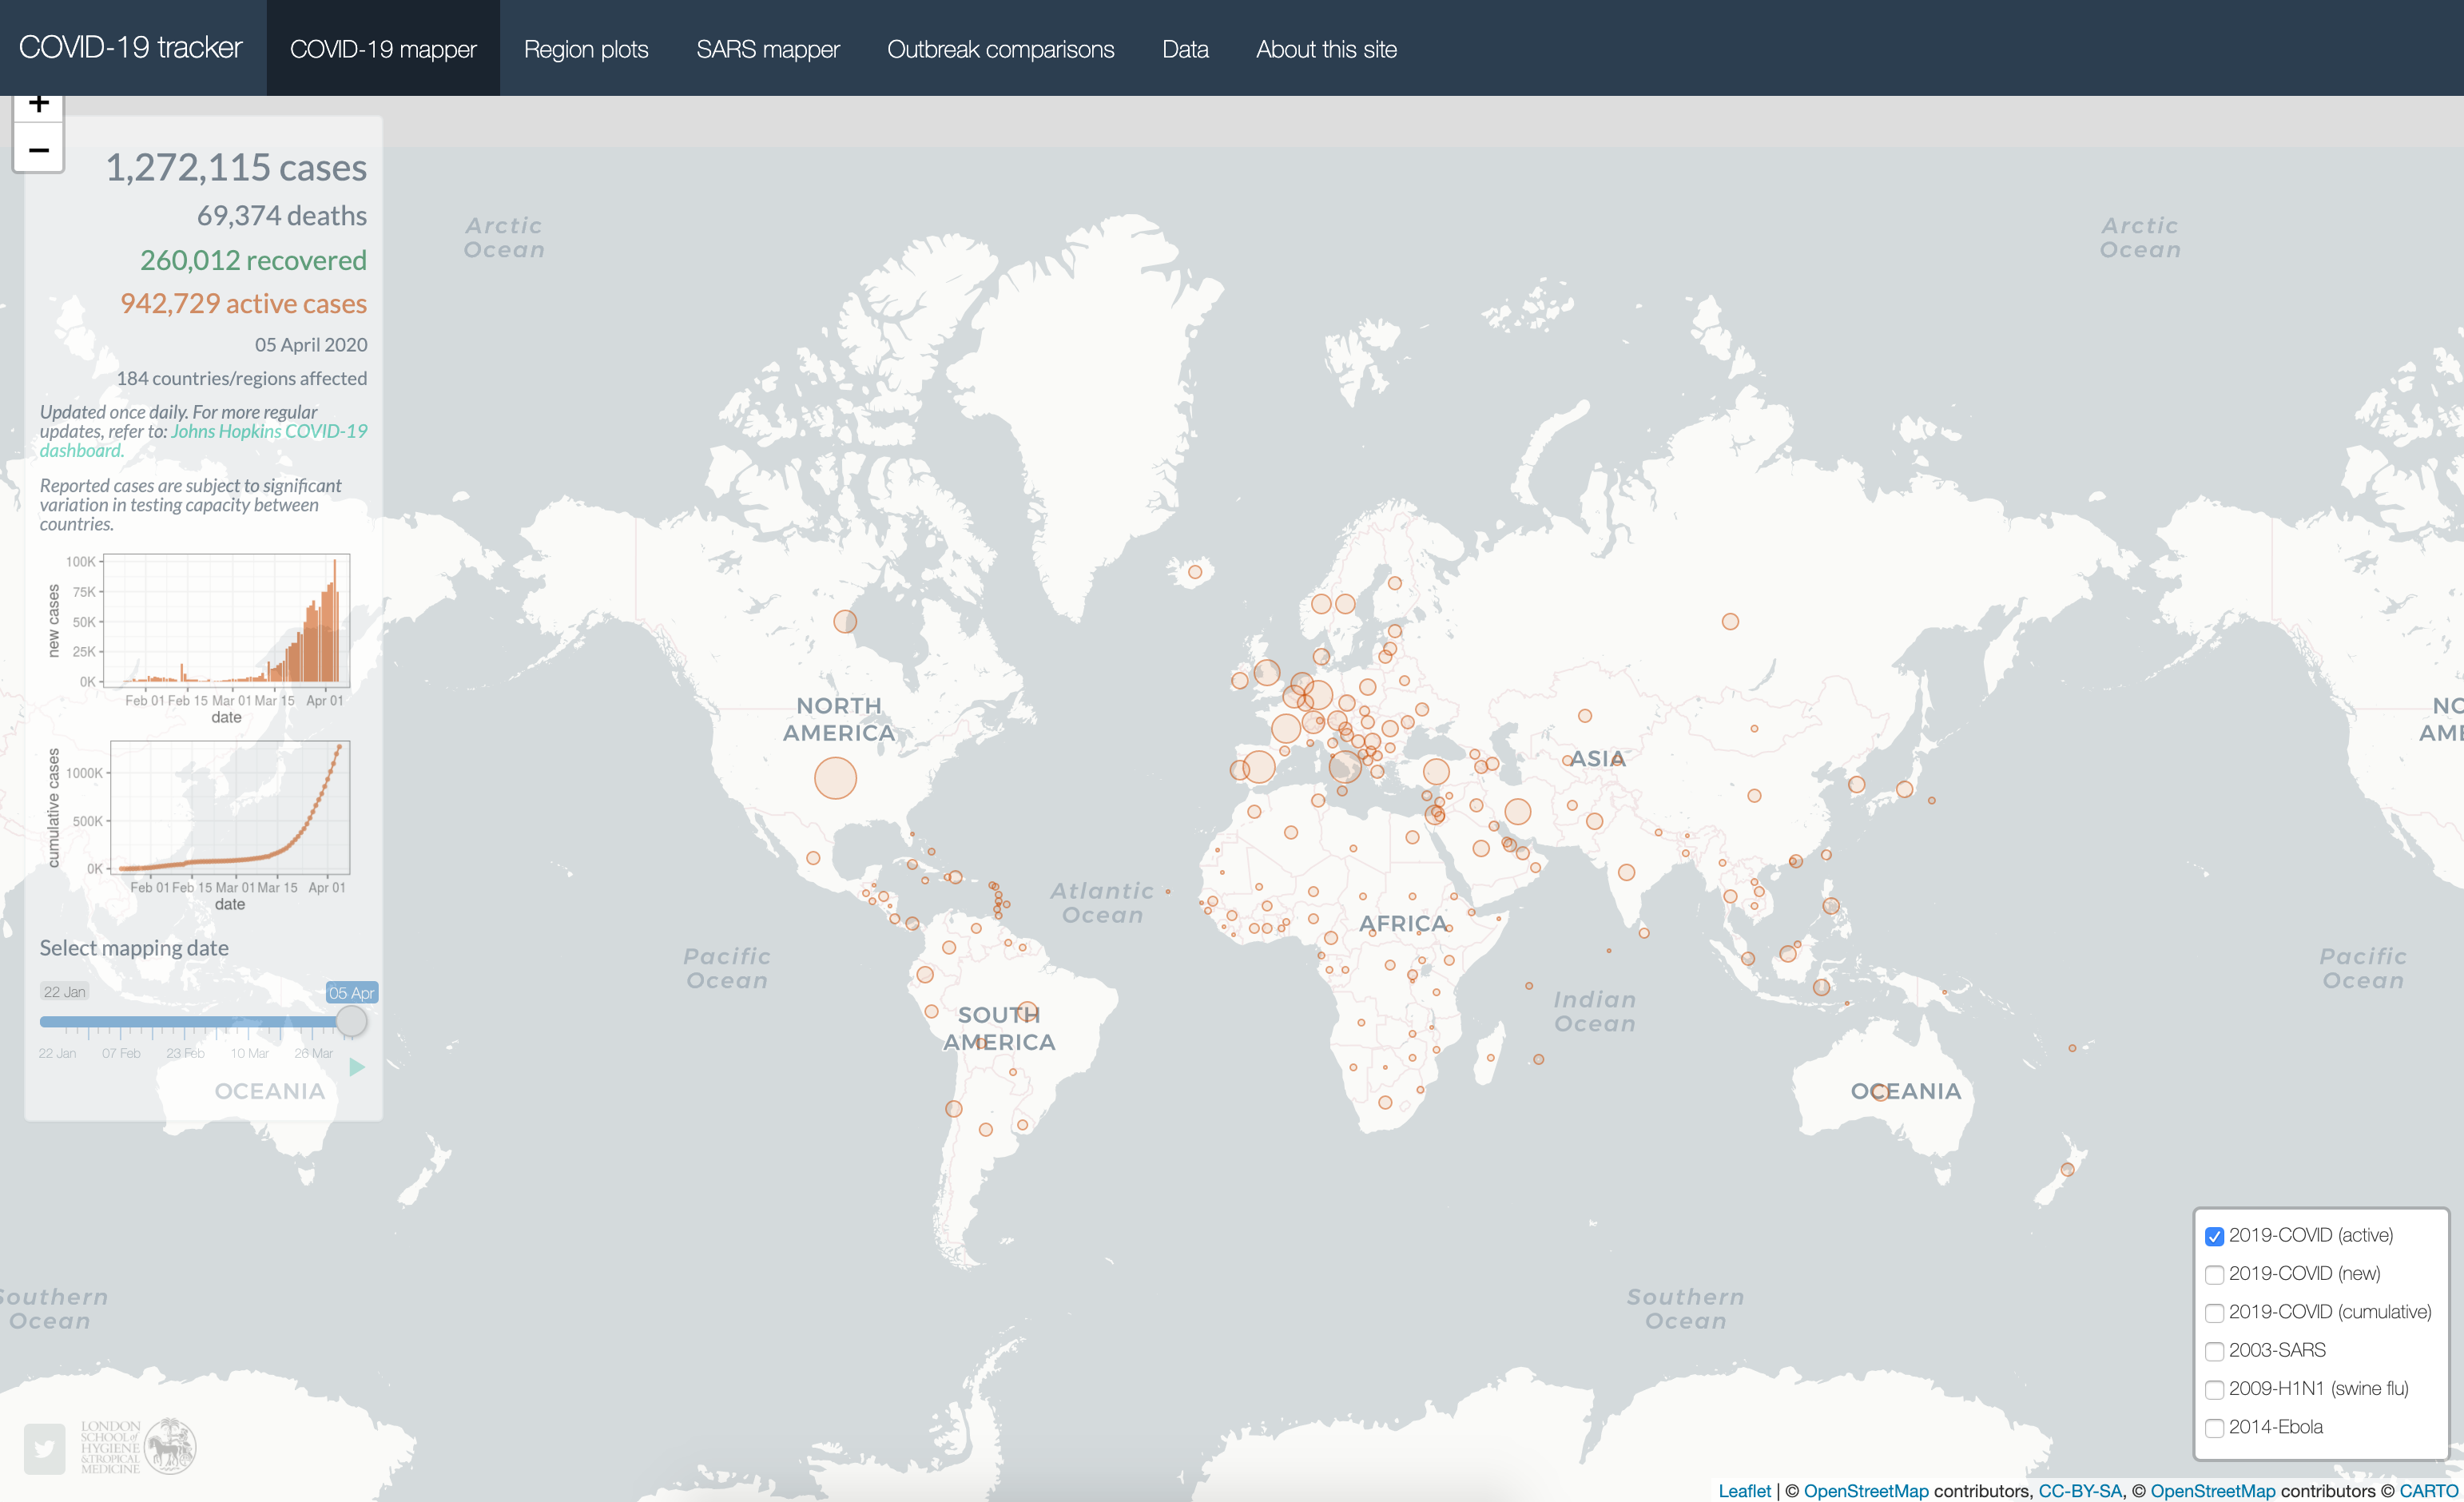 COVID-19 tracker
COVID-19 mapper
Region plots
SARS mapper
Outbreak comparisons
Data
About this site
+
−
1,272,115 cases
69,374 deaths
260,012 recovered
942,729 active cases
05 April 2020
184 countries/regions affected
Updated once daily. For more regular
updates, refer to: Johns Hopkins COVID-19
dashboard.
Reported cases are subject to significant
variation in testing capacity between
countries.
100K
75K
50K
25K
0K
new cases
Feb 01 Feb 15 Mar 01 Mar 15 Apr 01
date
1000K
500K
0K
cumulative cases
Feb 01 Feb 15 Mar 01 Mar 15 Apr 01
date
Select mapping date
22 Jan
05 Apr
22 Jan 07 Feb 23 Feb 10 Mar 26 Mar
OCEANIA
Arctic
Ocean
Arctic
Ocean
NORTH
AMERICA
ASIA
NO
AME
Atlantic
Ocean
AFRICA
Pacific
Ocean
Pacific
Ocean
SOUTH
AMERICA
Indian
Ocean
OCEANIA
Southern
Ocean
Southern
Ocean
2019-COVID (active)
2019-COVID (new)
2019-COVID (cumulative)
2003-SARS
2009-H1N1 (swine flu)
2014-Ebola
LONDON
SCHOOL of
HYGIENE
&TROPICAL
MEDICINE
Leaflet | © OpenStreetMap contributors, CC-BY-SA, © OpenStreetMap contributors © CARTO